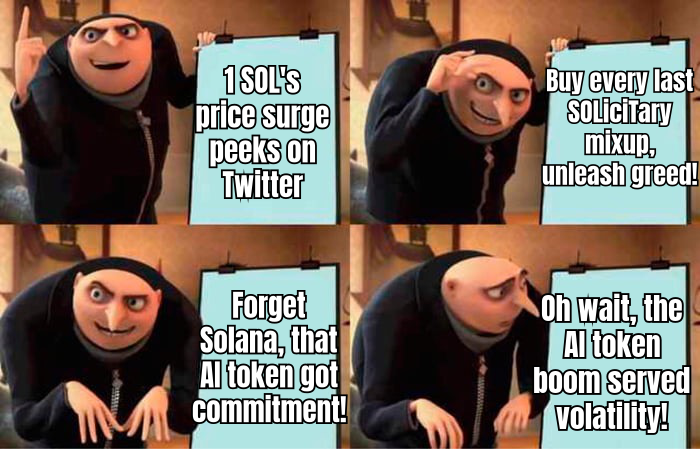 1 SOL's
price surge
peeks on
Twitter
Buy every last
SOLiciTary
mixup,
unleash greed!
Forget
Solana, that
AI token got
commitment!
Oh wait, the
AI token
boom served
volatility!